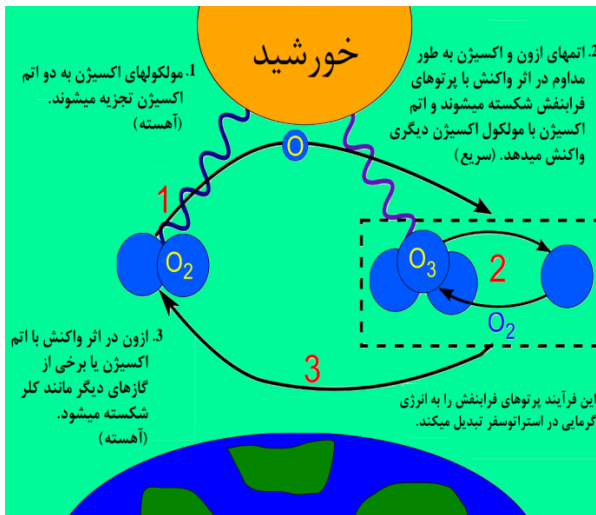 خورشید
1. مولکولهای اکسیژن به دو اتم
اکسیژن تجزیه میشوند.
(آهسته)
2. اتمهای ازون و اکسیژن به طور
مداوم در اثر واکنش با پرتوهای
فرابنفش شکسته میشوند و اتم
اکسیژن با مولکول اکسیژن دیگری
واکنش میدهد. (سریع)
O
1
O2
O3
2
O2
3. ازون در اثر واکنش با اتم
اکسیژن یا برخی از
گازهای دیگر مانند کلر
شکسته میشود.
(آهسته)
3
این فرآیند پرتوهای فرابنفش را به انرژی
گرمایی در استراتوسفر تبدیل میکند.